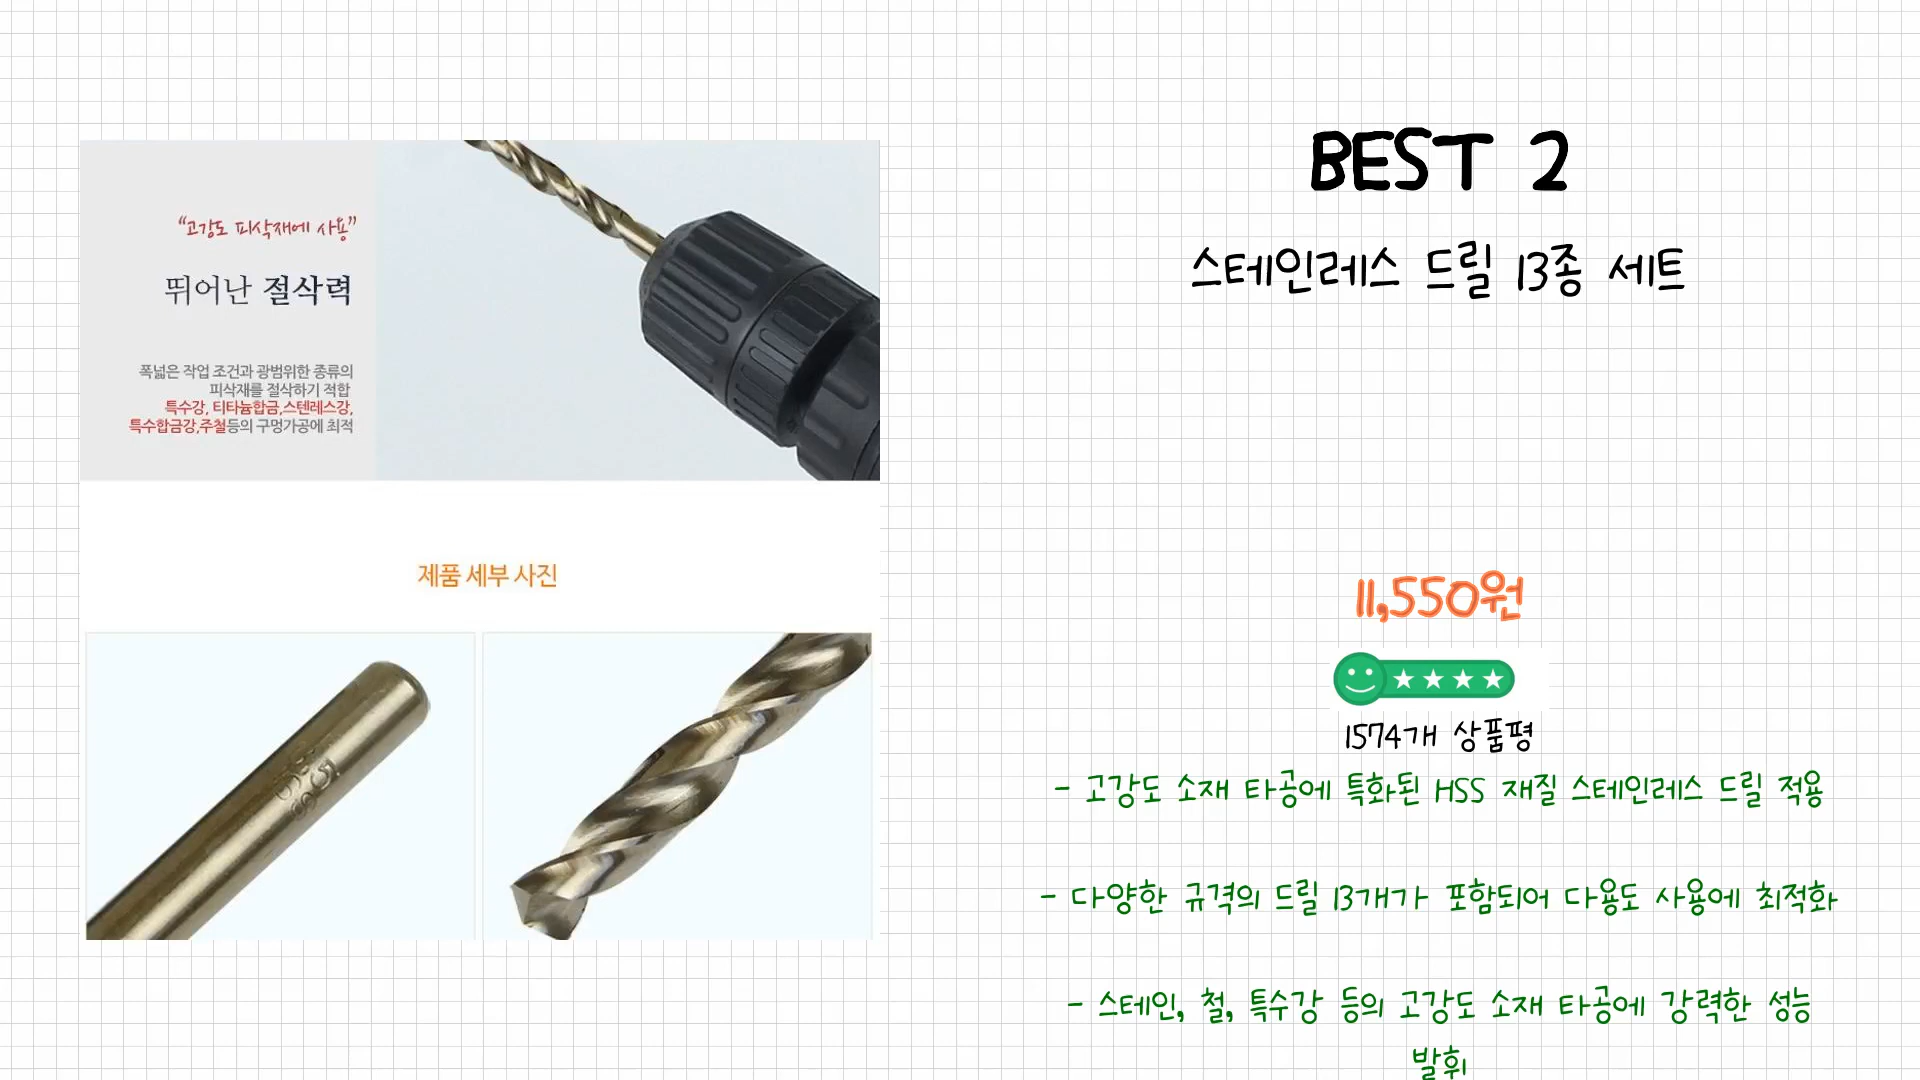 “고강도 피삭재에 사용”
뛰어난 절삭력
폭넓은 작업 조건과 광범위한 종류의
피삭재를 절삭하기 적합
특수강, 티타늄합금,스텐레스강,
특수합금강,주철등의 구멍가공에 최적
제품 세부 사진
BEST 2
스테인레스 드릴 13종 세트
11,550원
1574개 상품평
- 고강도 소재 타공에 특화된 HSS 재질 스테인레스 드릴 적용
- 다양한 규격의 드릴 13개가 포함되어 다용도 사용에 최적화
- 스테인, 철, 특수강 등의 고강도 소재 타공에 강력한 성능
발휘